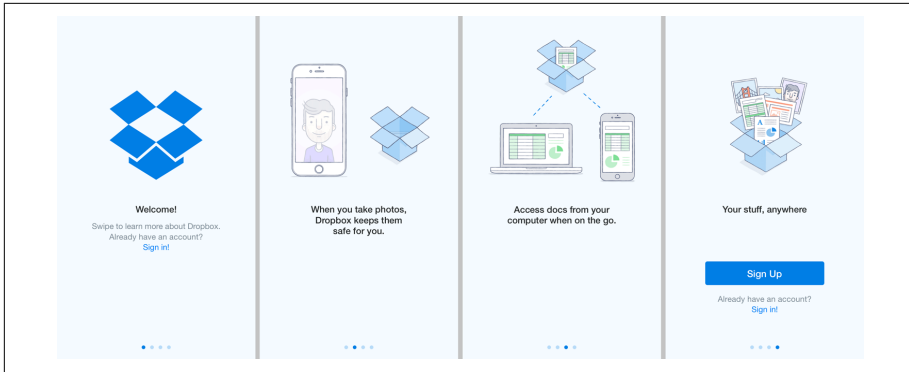 Welcome!
Swipe to learn more about Dropbox.
Already have an account?
Sign in!
When you take photos,
Dropbox keeps them
safe for you.
Access docs from your
computer when on the go.
A
Your stuff, anywhere
Sign Up
Already have an account?
Sign in!